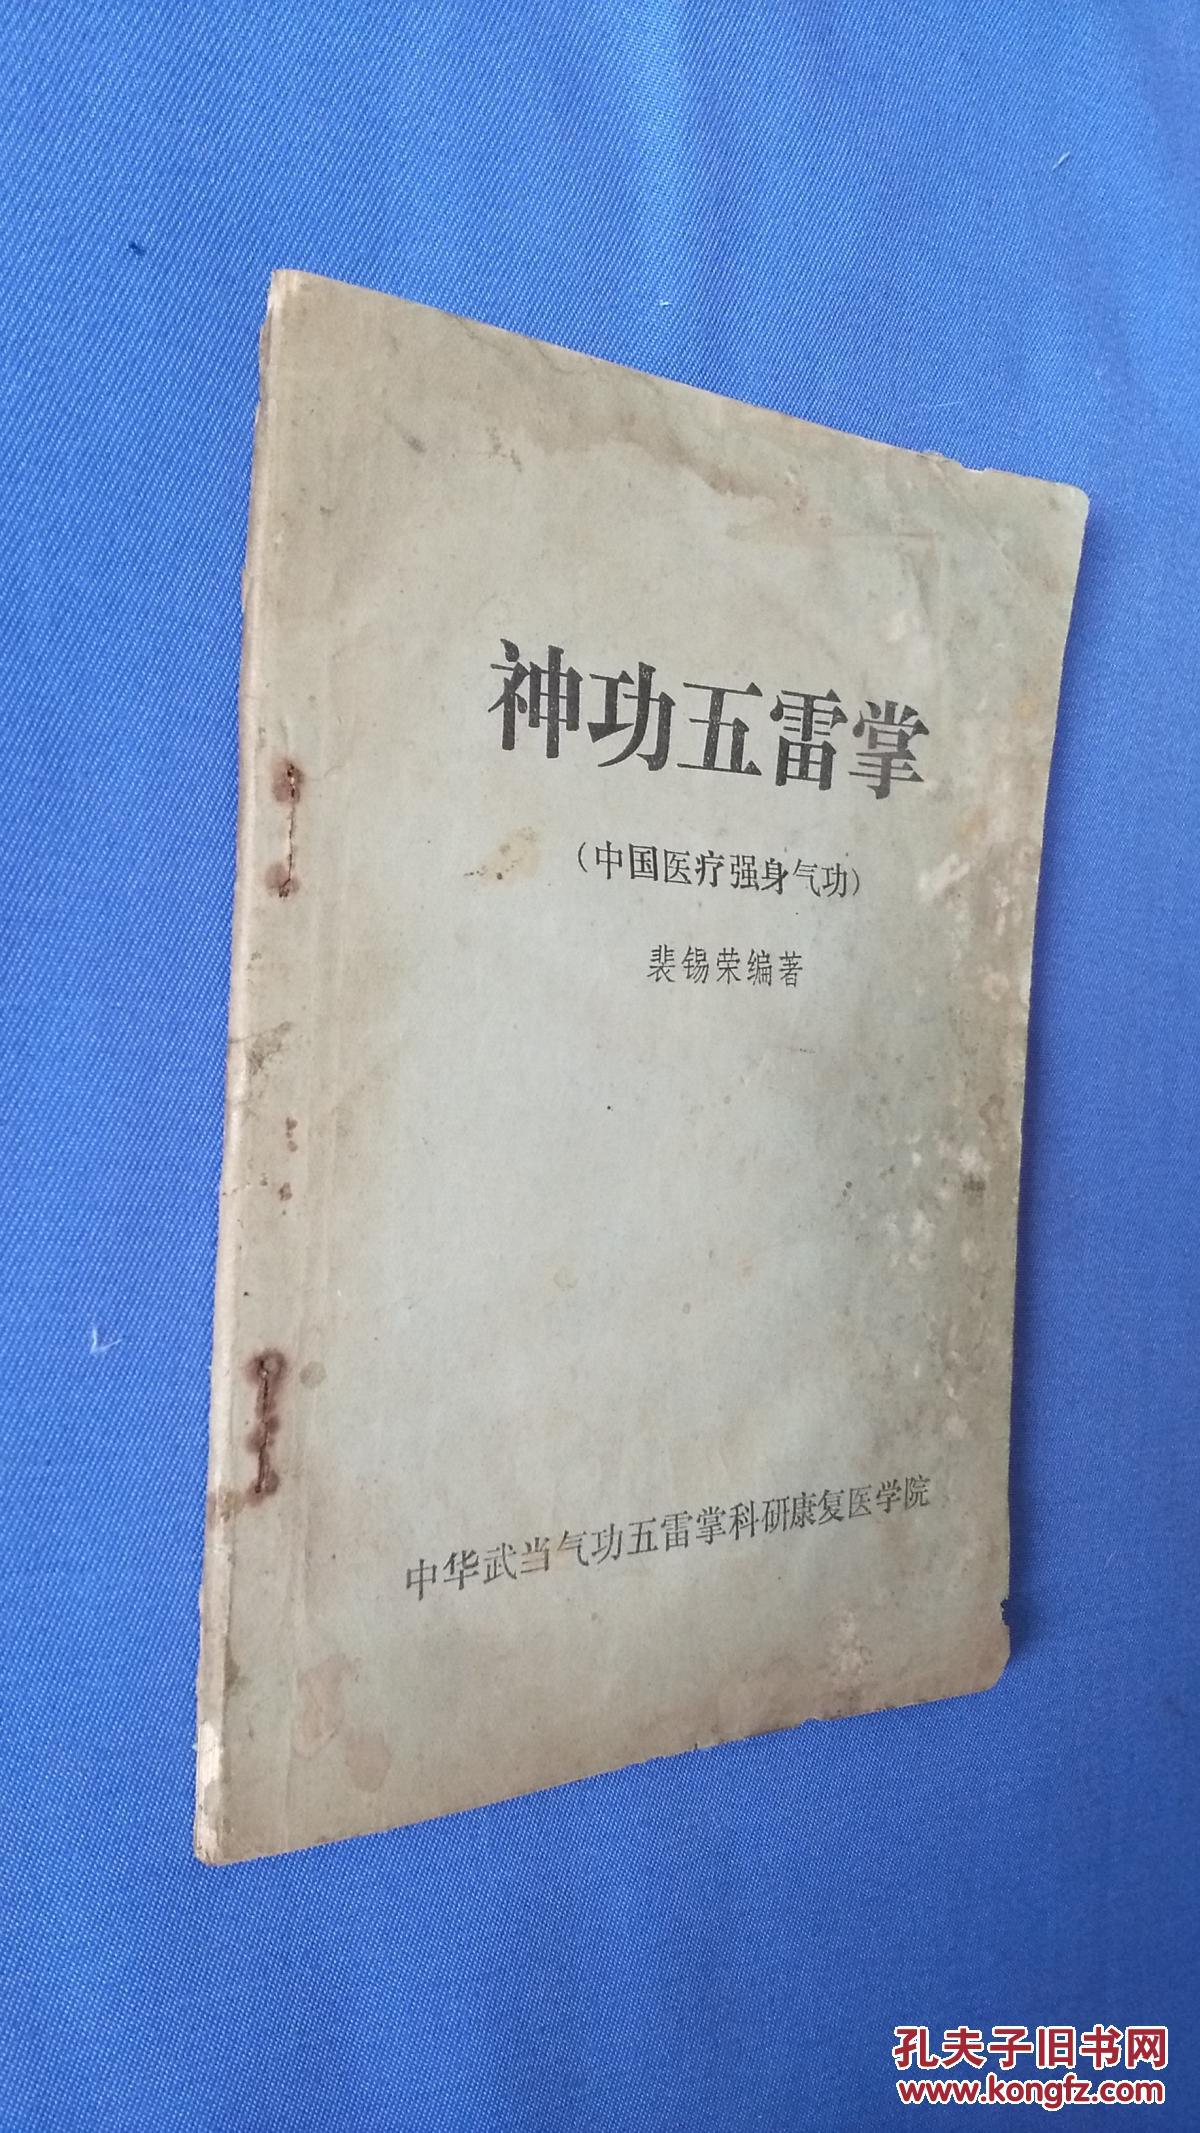 神功五雷掌
（中国医疗强身气功）
裴锡荣编著
中华武当气功五雷掌科研康复医学院
孔夫子旧书网
www.kongfz.com